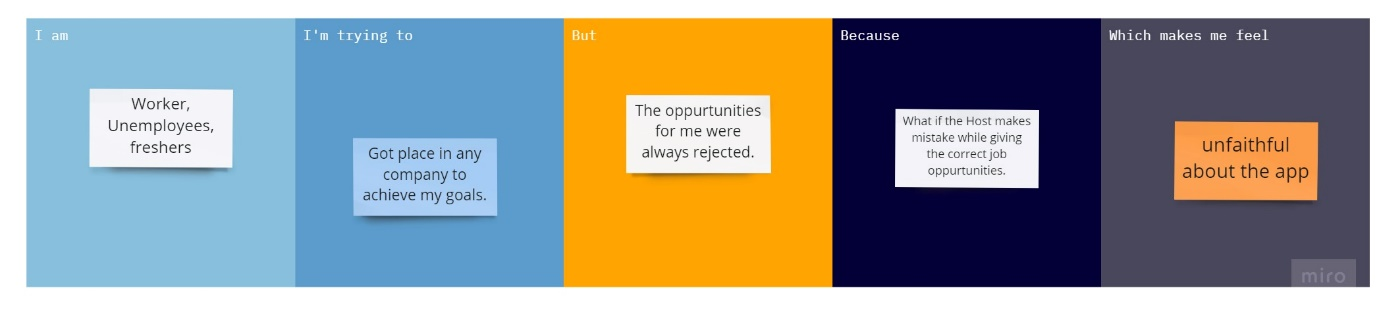 I am
Worker,
Unemployees,
freshers
I'm trying to
Got place in any
company to
achieve my goals.
But
The oppurtunities
for me were
always rejected.
Because
What if the Host makes
mistake while giving
the correct job
oppurtunities.
Which makes me feel
unfaithful
about the app
miro